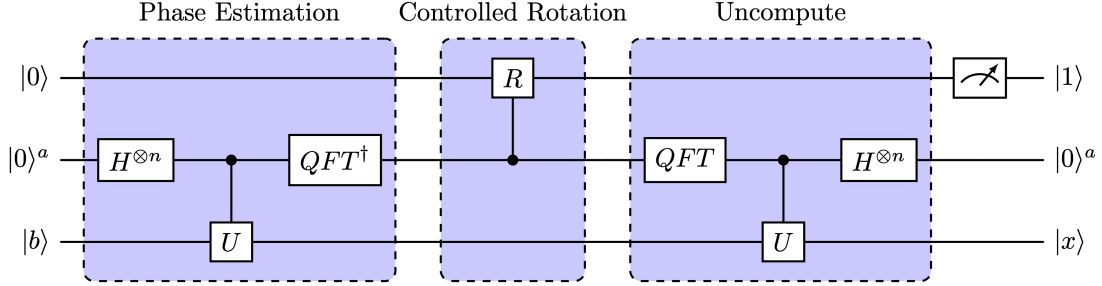 Phase Estimation Controlled Rotation Uncompute
|0⟩ R |1⟩
|0⟩ᵃ H⊗ⁿ QFT† QFT H⊗ⁿ |0⟩ᵃ
|b⟩ U U |x⟩